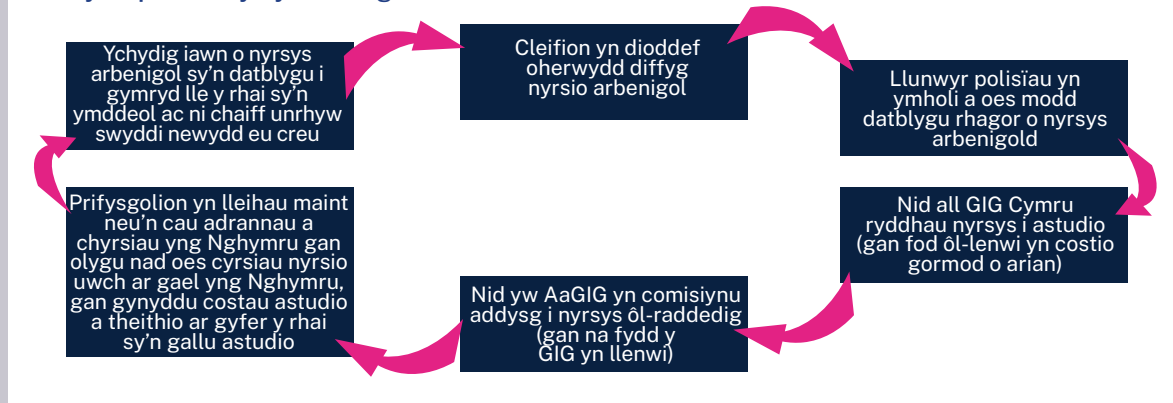 Ychydig iawn o nyrsys
arbenigol sy'n datblygu i
gymryd lle y rhai sy'n
ymddeol ac ni chaiff unrhyw
swyddi newydd eu creu
Cleifion yn dioddef
oherwydd diffyg
nyrsio arbenigol
Llunwyr polisïau yn
ymholi a oes modd
datblygu rhagor o nyrsys
arbenigold
Nid all GIG Cymru
ryddhau nyrsys i astudio
(gan fod ôl-lenwi yn costio
gormod o arian)
Nid yw AaGIG yn comisiynu
addysg i nyrsys ôl-raddedig
(gan na fydd y
GIG yn llenwi)
Prifysgolion yn lleihau maint
neu'n cau adrannau a
chyrsiau yng Nghymru gan
olygu nad oes cyrsiau nyrsio
uwch ar gael yng Nghymru,
gan gynyddu costau astudio
a theithio ar gyfer y rhai
sy'n gallu astudio